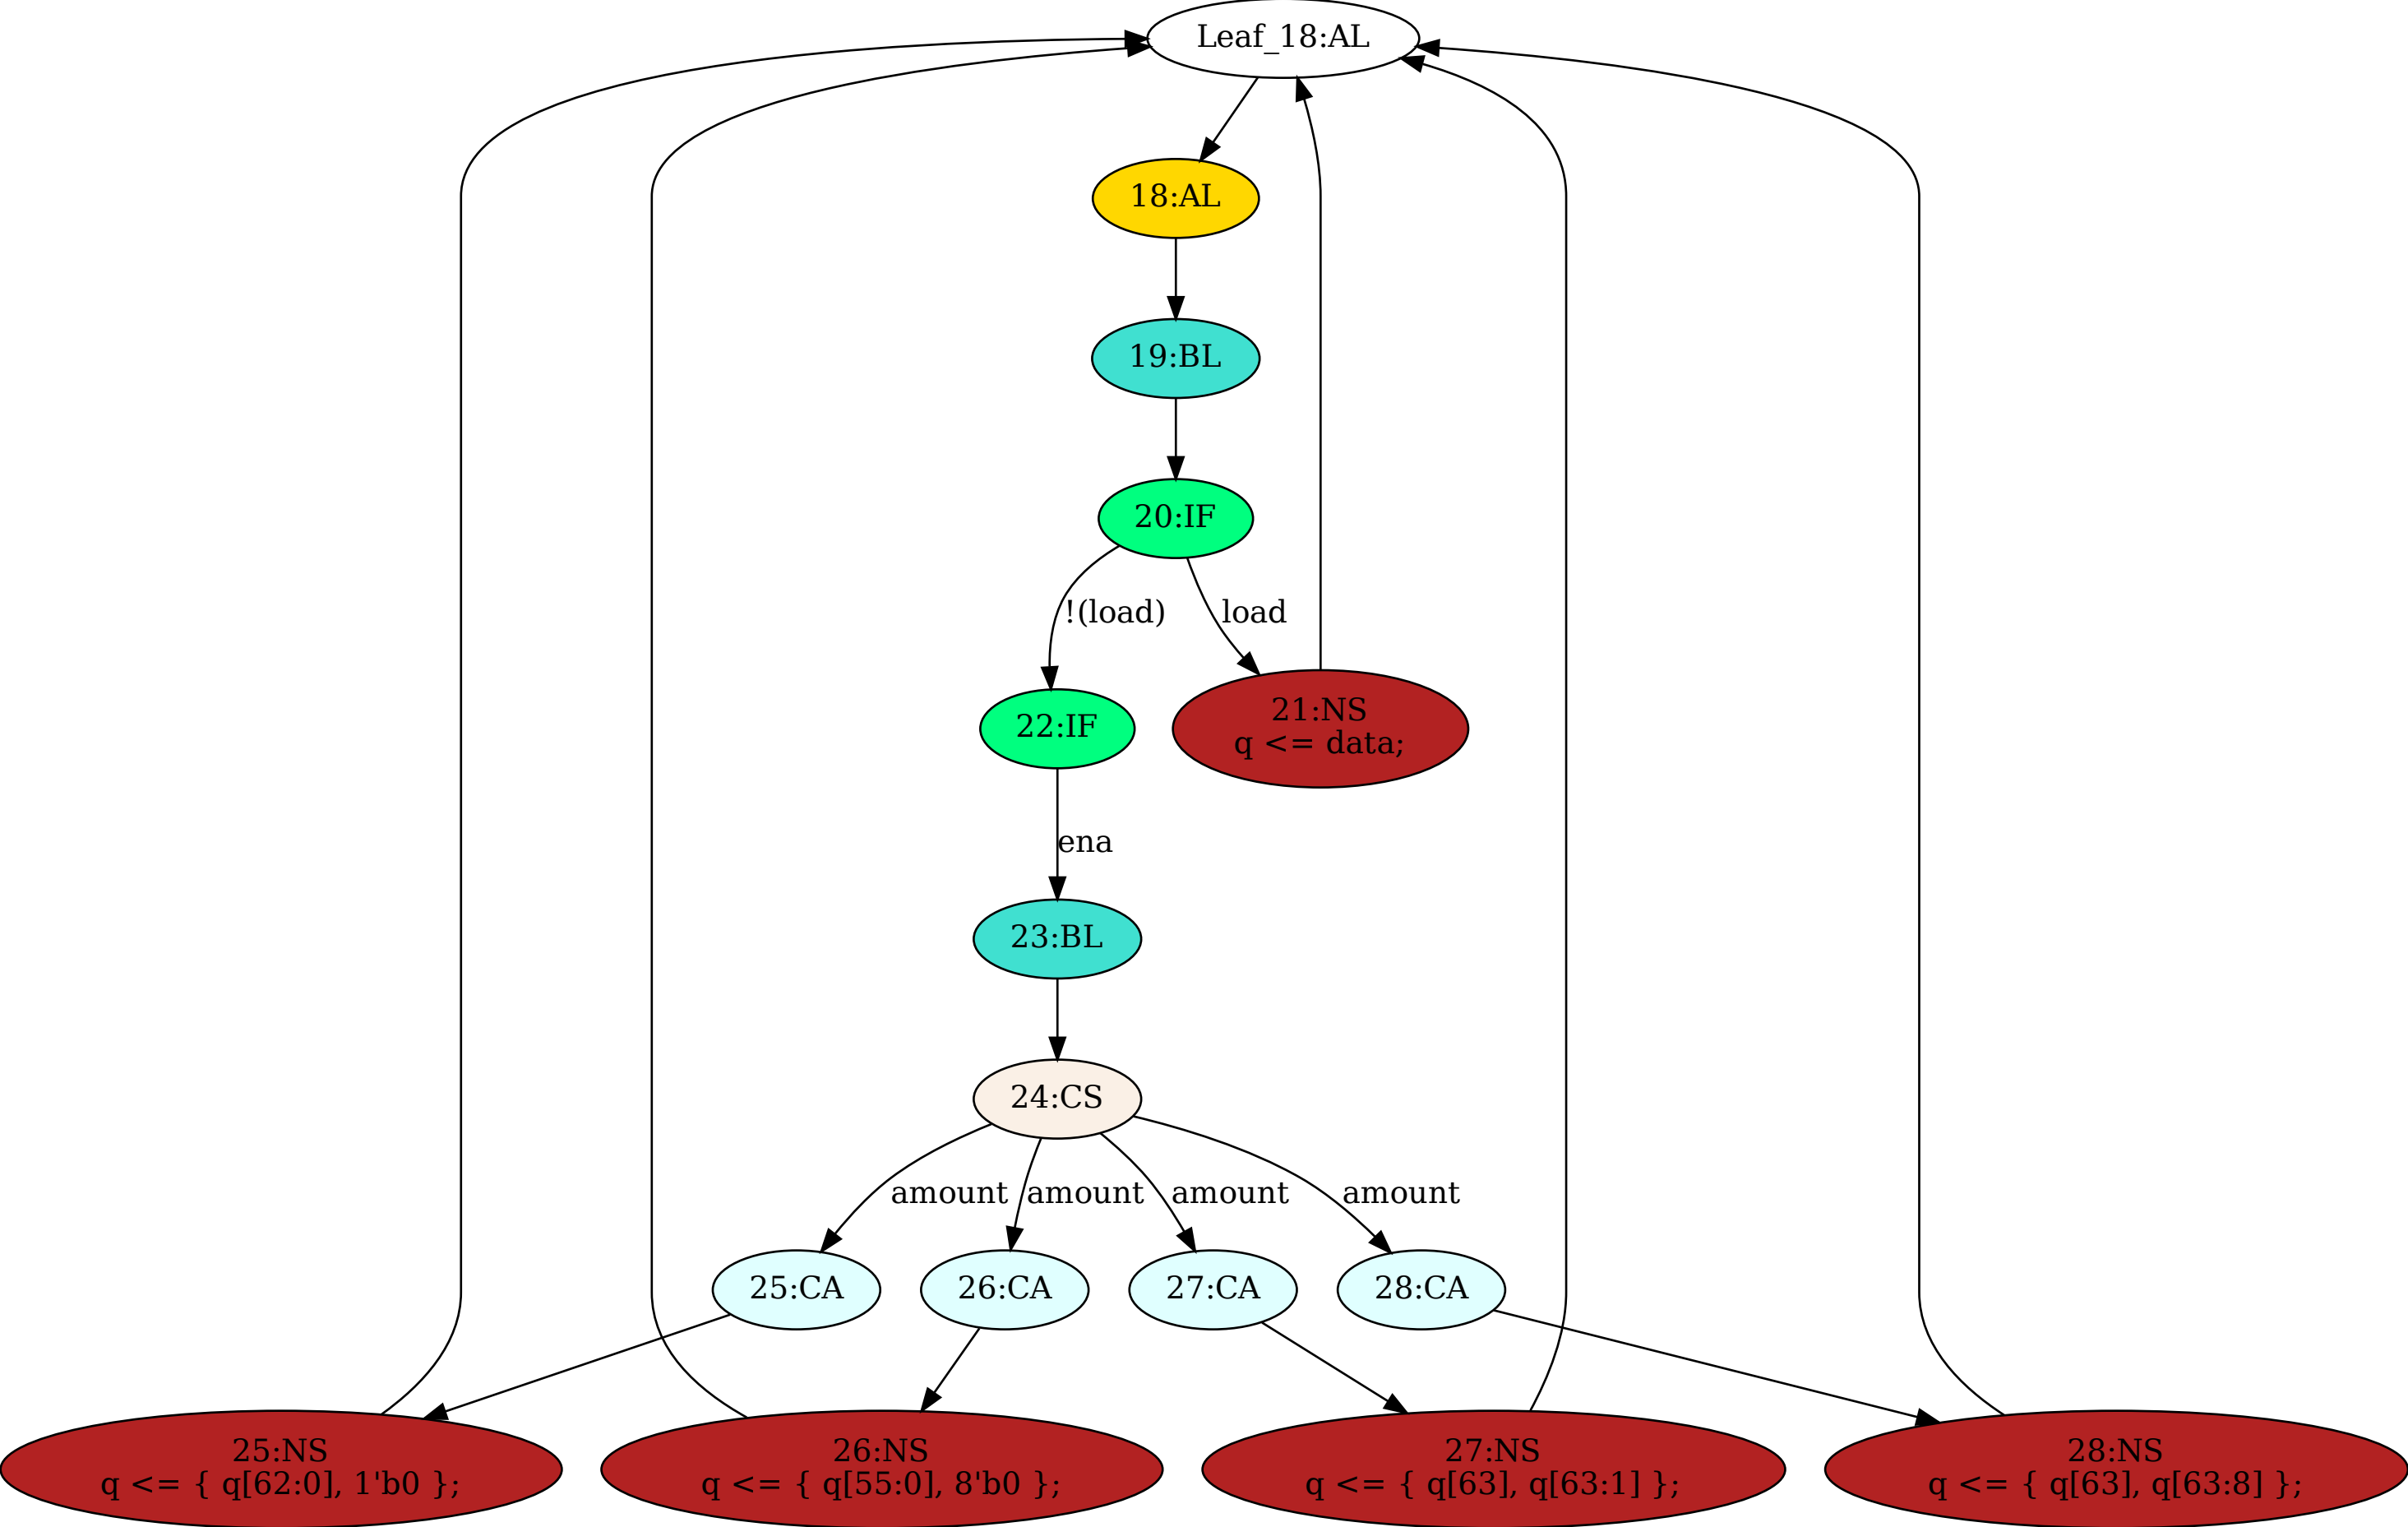 Leaf_18:AL
18:AL
19:BL
20:IF
!(load)
load
22:IF
21:NS
q <= data;
ena
23:BL
24:CS
amount
amount
amount
amount
25:CA
26:CA
27:CA
28:CA
25:NS
q <= { q[62:0], 1'b0 };
26:NS
q <= { q[55:0], 8'b0 };
27:NS
q <= { q[63], q[63:1] };
28:NS
q <= { q[63], q[63:8] };